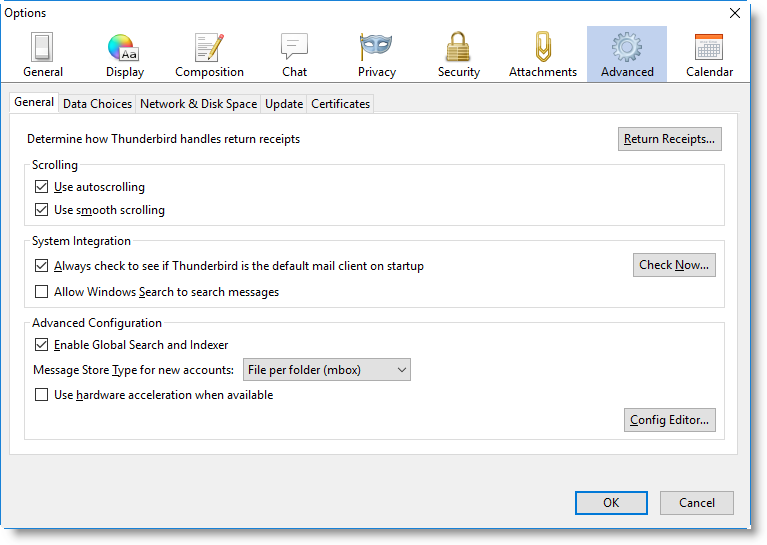 Options
General Display Composition Chat Privacy Security Attachments Advanced Calendar
General Data Choices Network & Disk Space Update Certificates
Determine how Thunderbird handles return receipts Return Receipts...
Scrolling
Use autoscrolling
Use smooth scrolling
System Integration
Always check to see if Thunderbird is the default mail client on startup Check Now...
Allow Windows Search to search messages
Advanced Configuration
Enable Global Search and Indexer
Message Store Type for new accounts: File per folder (mbox)
Use hardware acceleration when available
Config Editor...
OK Cancel